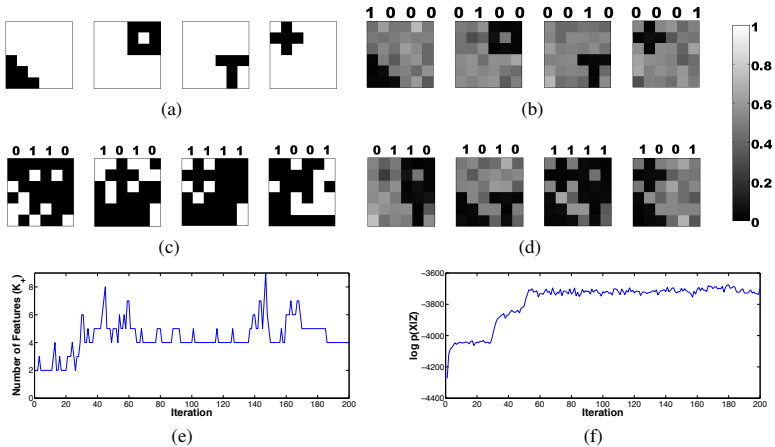 1 0 0 0 0 1 0 0 0 0 1 0 0 0 0 1
1
0.8
0.6
0.4
0.2
0
(a)
(b)
0 1 1 0 1 0 1 0 1 1 1 1 1 0 0 1
0 1 1 0 1 0 1 0 1 1 1 1 1 0 0 1
(c)
(d)
Number of Features (K+)
8
6
4
2
0
0 20 40 60 80 100 120 140 160 180 200
Iteration
(e)
log p(X|Z)
−3600
−3800
−4000
−4200
−4400
0 20 40 60 80 100 120 140 160 180 200
Iteration
(f)